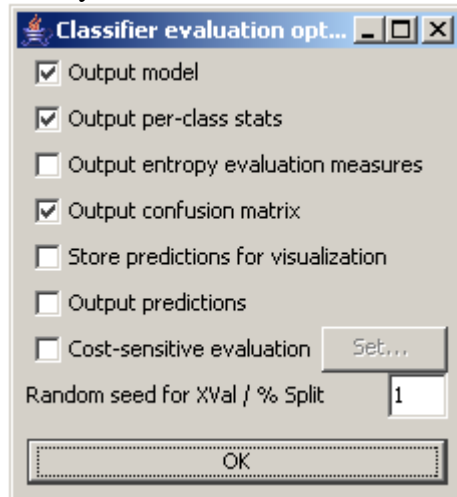 Classifier evaluation opt...
Output model
Output per-class stats
Output entropy evaluation measures
Output confusion matrix
Store predictions for visualization
Output predictions
Cost-sensitive evaluation Set...
Random seed for XVal / % Split 1
OK